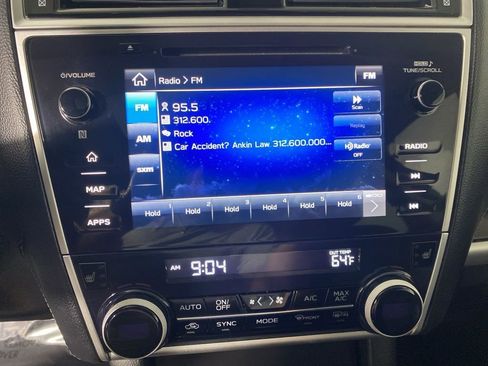 VOLUME
Radio > FM
FM
HOLD
TUNE/SCROLL
FM
95.5
312.600.
Rock
Car Accident? Ankin Law 312.600.000...
Scan
AM
Replay
sxm
Radio
OFF
RADIO
MAP
APPS
1 2 3 4 5 6
Hold Hold Hold Hold Hold Hold
AM 9:04
OUT TEMP
64°F
AUTO
ON/
OFF
A/C
MAX
A/C
SYNC
MODE
FRONT